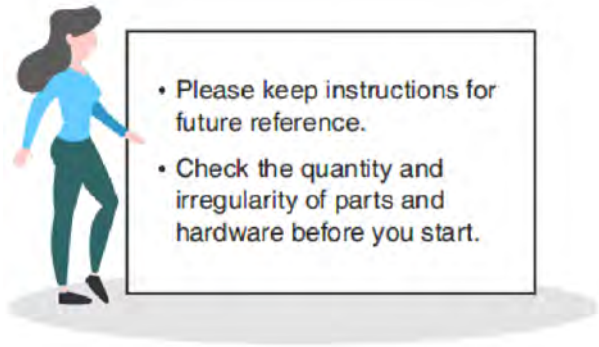 • Please keep instructions for
future reference.
• Check the quantity and
irregularity of parts and
hardware before you start.